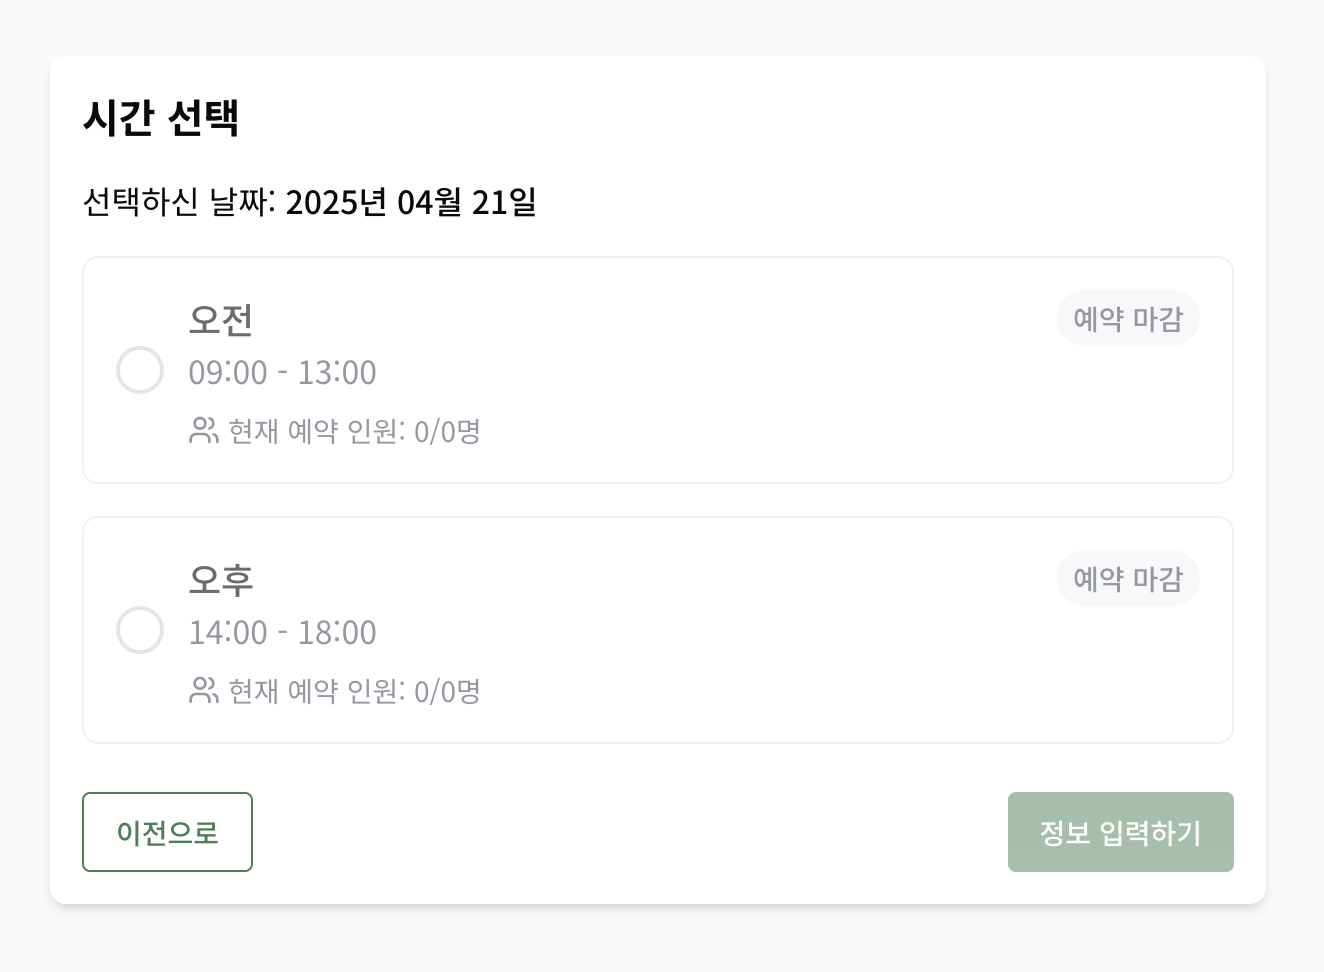 시간 선택
선택하신 날짜: 2025년 04월 21일
오전
예약 마감
09:00 - 13:00
현재 예약 인원: 0/0명
오후
예약 마감
14:00 - 18:00
현재 예약 인원: 0/0명
이전으로
정보 입력하기